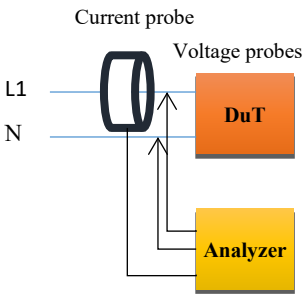 Current probe
Voltage probes
L1
DuT
N
Analyzer